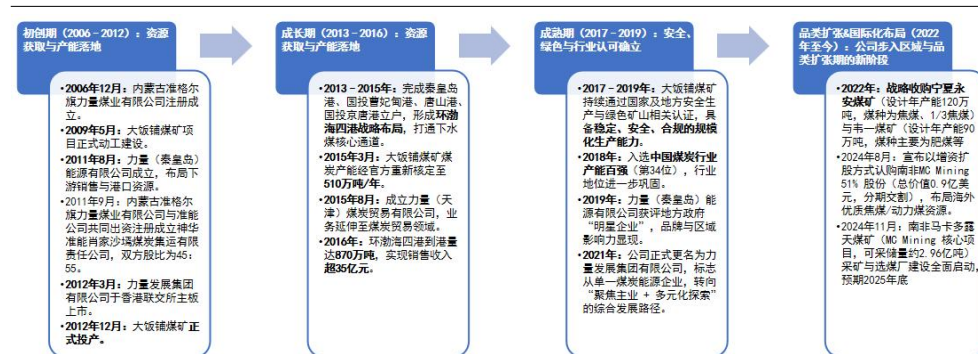 初创期（2006-2012）：资源
获取与产能落地
•2006年12月：内蒙古准格尔
旗力量煤业有限公司注册成
立。
•2009年5月：大饭铺煤矿项
目正式动工建设。
•2011年8月：力量（秦皇岛）
能源有限公司成立，布局下
游销售与港口资源。
•2011年9月：内蒙古准格尔
旗力量煤业有限公司与准能
公司共同出资注册成立神华
准能肖家沙墕煤炭集运有限
责任公司，双方股比为45：
55。
•2012年3月：力量发展集团
有限公司于香港联交所主板
上市。
•2012年12月：大饭铺煤矿正
式投产。
成长期（2013-2016）：资源
获取与产能落地
•2013 - 2015年：完成秦皇岛
港、国投曹妃甸港、唐山港、
国投京唐港立户，形成环渤
海四港战略布局，打通下水
煤核心通道。
•2015年3月：大饭铺煤矿煤
炭产能经官方重新核定至
510万吨/年。
•2015年8月：成立力量（天
津）煤炭贸易有限公司，业
务延伸至煤炭贸易领域。
•2016年：环渤海四港到港量
达870万吨，实现销售收入
超35亿元。
成熟期（2017 - 2019）：安全、
绿色与行业认可确立
•2017 - 2019年：大饭铺煤矿
持续通过国家及地方安全生
产与绿色矿山相关认证，具
备稳定、安全、合规的规模
化生产能力。
•2018年：入选中国煤炭行业
产能百强（第34位），行业
地位进一步巩固。
•2019年：力量（秦皇岛）能
源有限公司获评地方政府
“明星企业”，品牌与区域
影响力显现。
•2021年：公司正式更名为力
量发展集团有限公司，标志
从单一煤炭能源企业，转向
“聚焦主业 + 多元化探索”
的综合发展路径。
品类扩张&国际化布局（2022
年至今）：公司步入区域与品
类扩张期的新阶段
•2022年：战略收购宁夏永
安煤矿（设计年产能120万
吨，煤种为焦煤、1/3焦煤）
与韦一煤矿（设计年产能90
万吨，煤种主要为肥煤等
•2024年8月：宣布以增资扩
股方式认购南非MC Mining
51% 股份（总价值0.9亿美
元，分期交割），布局海外
优质焦煤/动力煤资源。
•2024年11月：南非马卡多露
天煤矿（MC Mining 核心项
目，可采储量约2.96亿吨）
采矿与选煤厂建设全面启动，
预期2025年底